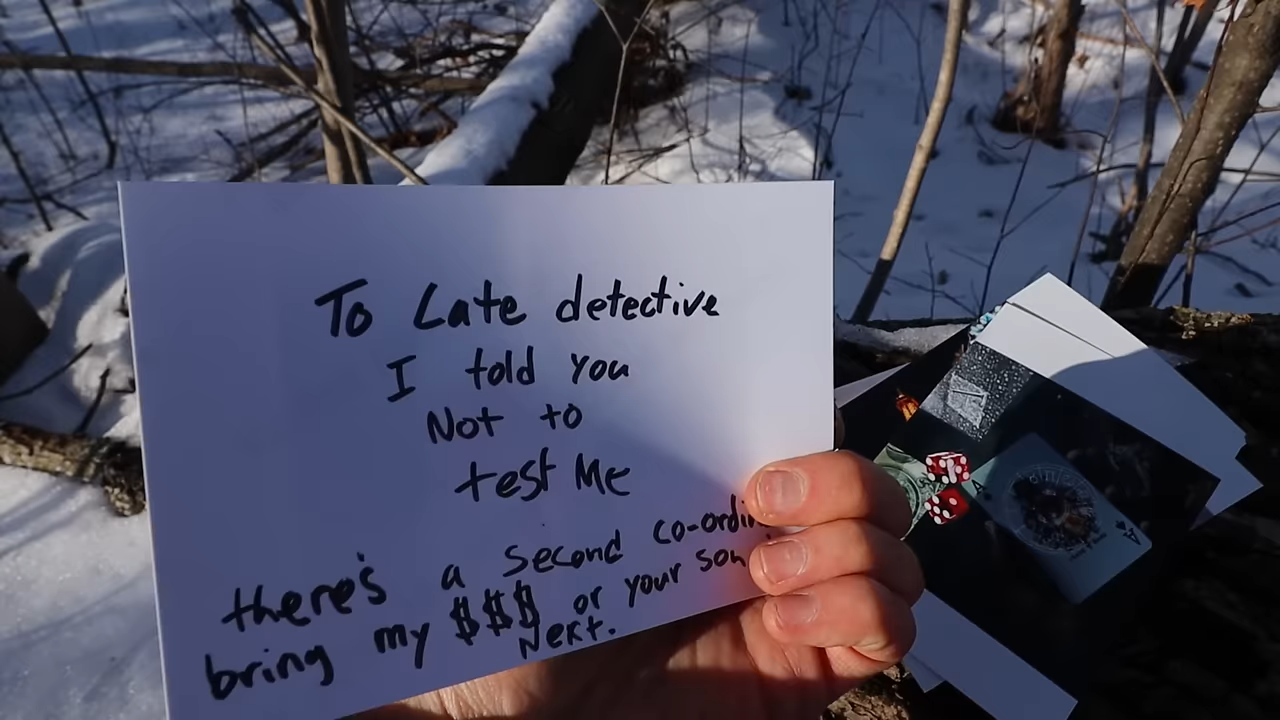 To Late detective
I told you
Not to
test Me
there's a second
bring my $$$ or your son
Next.
A
A